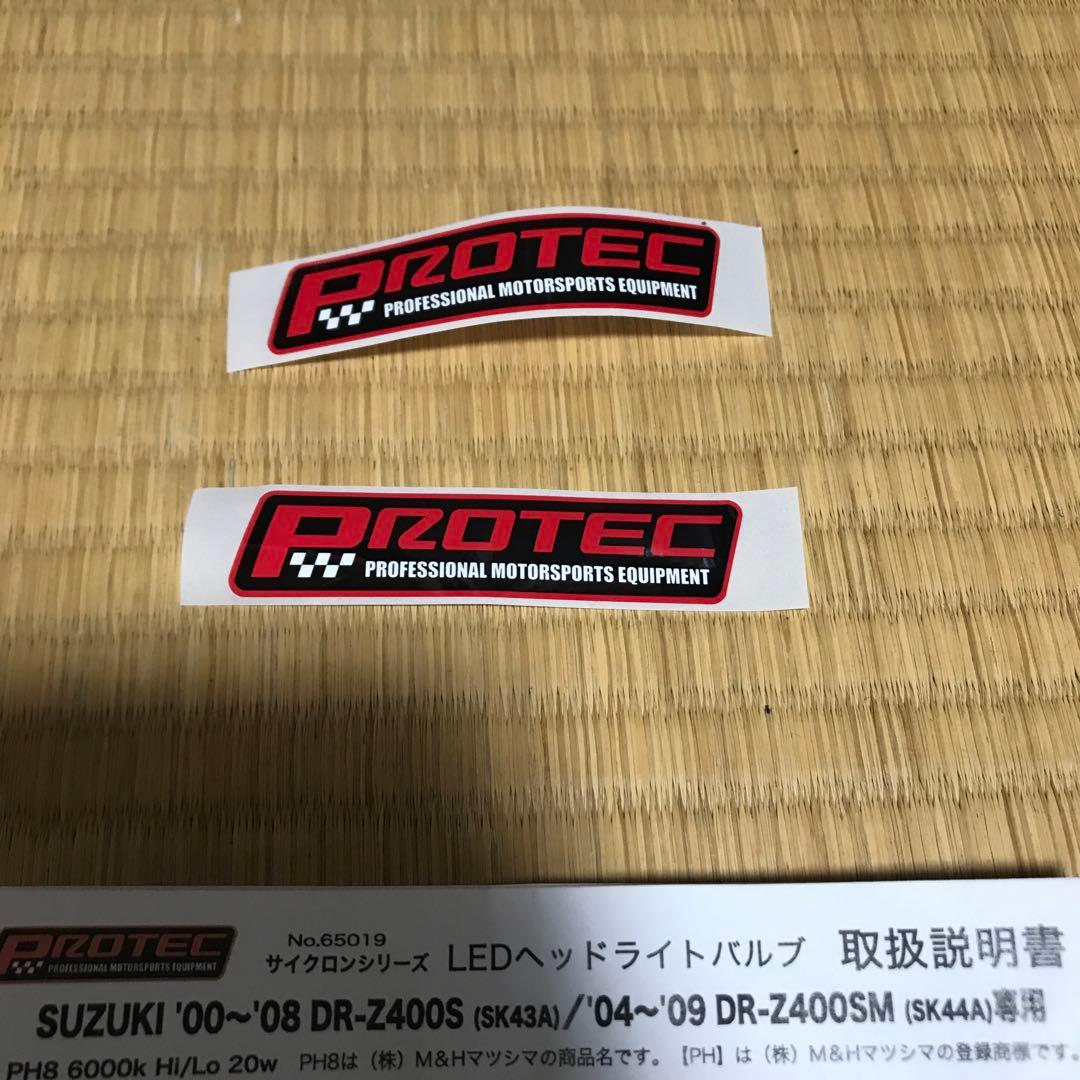 PROTEC
PROFESSIONAL MOTORSPORTS EQUIPMENT
PROTEC
PROFESSIONAL MOTORSPORTS EQUIPMENT
PROTEC
PROFESSIONAL MOTORSPORTS EQUIPMENT
No.65019
サイクロンシリーズ LEDヘッドライトバルブ 取扱説明書
SUZUKI '00〜'08 DR-Z400S (SK43A)/'04〜'09 DR-Z400SM (SK44A)専用
PH8 6000k Hi/Lo 20w PH8は(株)M&Hマツシマの商品名です。【PH】は(株)M&Hマツシマの登録商標です。